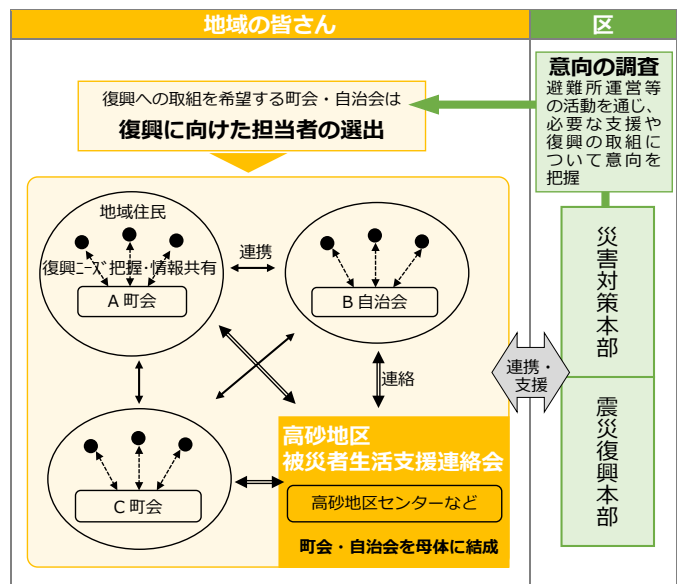 地域の皆さん
区
復興への取組を希望する町会・自治会は
復興に向けた担当者の選出
意向の調査
避難所運営等
の活動を通じ、
必要な支援や
復興の取組に
ついて意向を
把握
地域住民
復興ﾆｰｽﾞ把握・情報共有
A 町会
連携
B 自治会
連絡
C 町会
高砂地区
被災者生活支援連絡会
高砂地区センターなど
町会・自治会を母体に結成
連携・
支援
災害対策本部
震災復興本部